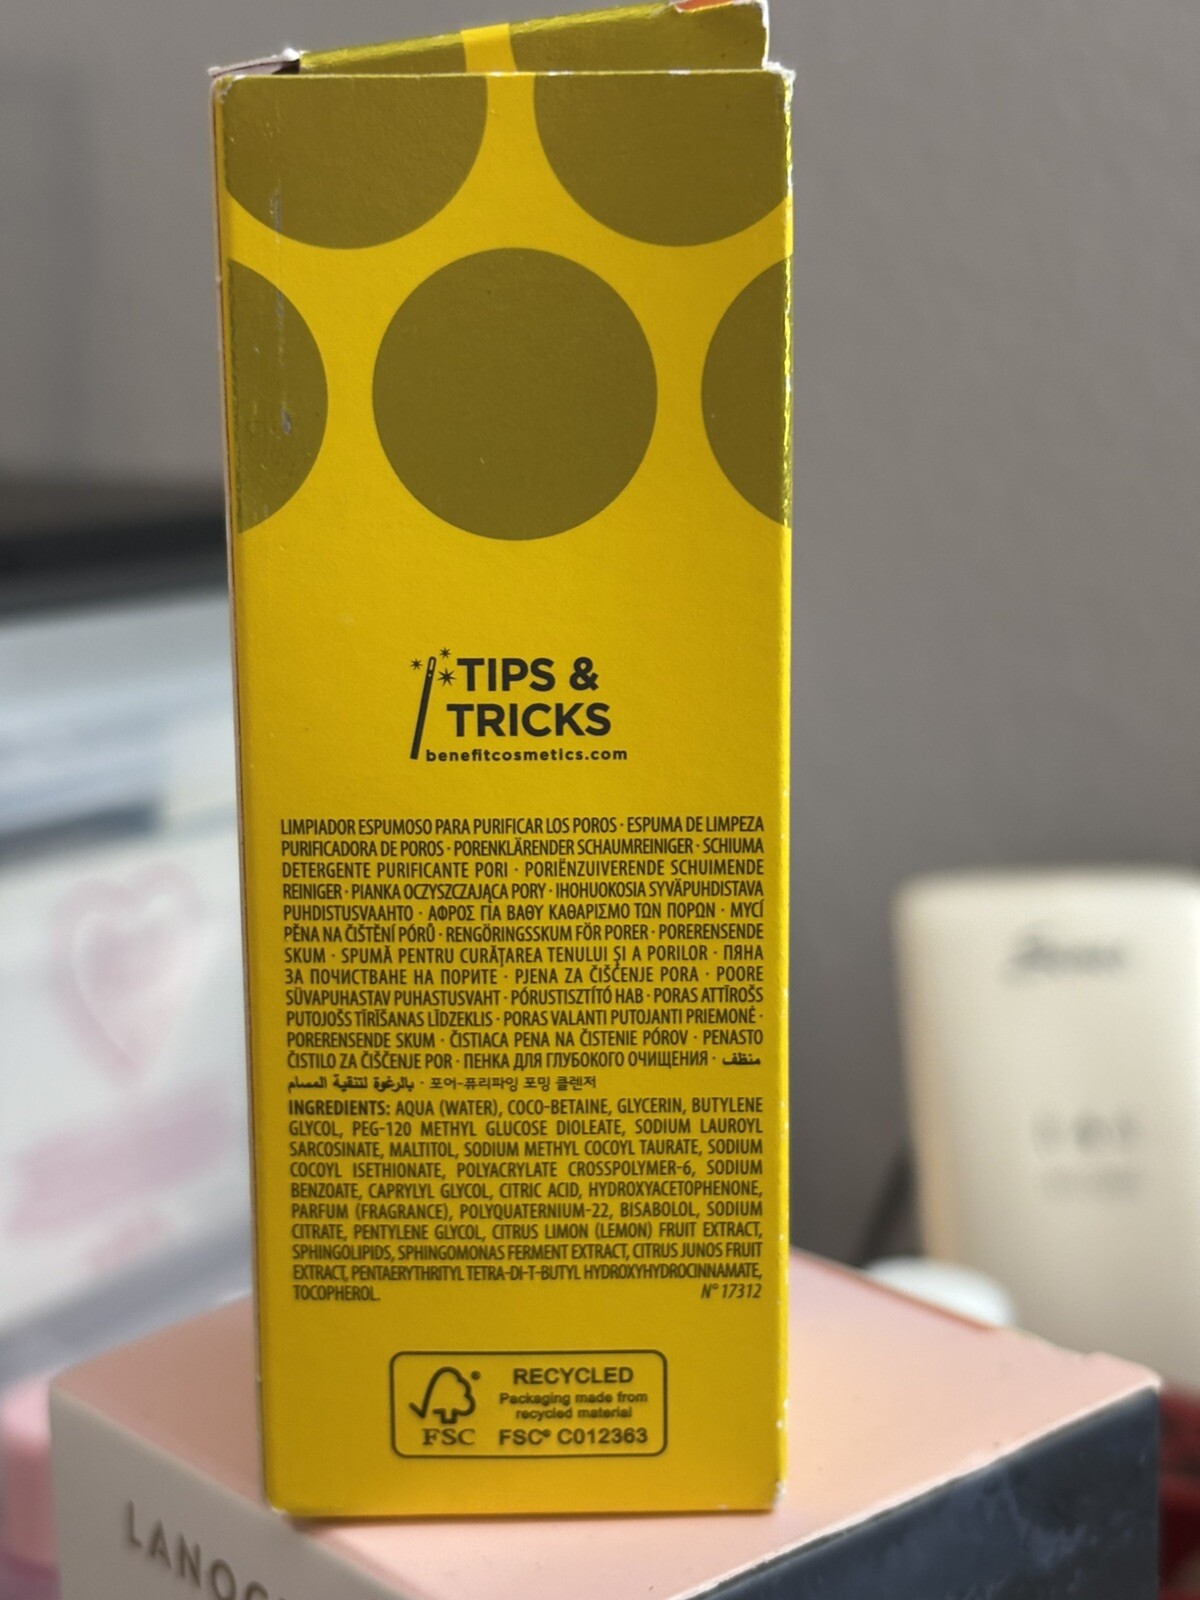 TIPS &
TRICKS
benefitcosmetics.com
LIMPIADOR ESPUMOSO PARA PURIFICAR LOS POROS · ESPUMA DE LIMPEZA
PURIFICADORA DE POROS · PORENKLÄRENDER SCHAUMREINIGER · SCHIUMA
DETERGENTE PURIFICANTE PORI · PORIËNZUIVERENDE SCHUIMENDE
REINIGER · PIANKA OCZYSZCZAJĄCA PORY · IHOHUOKOSIA SYVÄPUHDISTAVA
PUHDISTUSVAAHTO · ΑΦΡΟΣ ΓΙΑ ΒΑΘΥ ΚΑΘΑΡΙΣΜΟ ΤΩΝ ΠΟΡΩΝ · MYCÍ
PĚNA NA ČIŠTĚNÍ PÓRŮ · RENGÖRINGSSKUM FÖR PORER · PORERENSENDE
SKUM · SPUMĂ PENTRU CURĂŢAREA TENULUI ŞI A PORILOR · ПЯНА
ЗА ПОЧИСТВАНЕ НА ПОРИТЕ · PJENA ZA ČIŠĆENJE PORA · POORE
SÜVAPUHASTAV PUHASTUSVAHT · PÓRUSTISZTÍTÓ HAB · PORAS ATTĪROŠS
PUTOJOŠS TĪRĪŠANAS LĪDZEKLIS · PORAS VALANTI PUTOJANTI PRIEMONĖ ·
PORERENSENDE SKUM · ČISTIACA PENA NA ČISTENIE PÓROV · PENASTO
ČISTILO ZA ČIŠČENJE POR · ПЕНКА ДЛЯ ГЛУБОКОГО ОЧИЩЕНИЯ · منظف
بالرغوة لتنقية المسام · 포어-퓨리파잉 포밍 클렌저
INGREDIENTS: AQUA (WATER), COCO-BETAINE, GLYCERIN, BUTYLENE
GLYCOL, PEG-120 METHYL GLUCOSE DIOLEATE, SODIUM LAUROYL
SARCOSINATE, MALTITOL, SODIUM METHYL COCOYL TAURATE, SODIUM
COCOYL ISETHIONATE, POLYACRYLATE CROSSPOLYMER-6, SODIUM
BENZOATE, CAPRYLYL GLYCOL, CITRIC ACID, HYDROXYACETOPHENONE,
PARFUM (FRAGRANCE), POLYQUATERNIUM-22, BISABOLOL, SODIUM
CITRATE, PENTYLENE GLYCOL, CITRUS LIMON (LEMON) FRUIT EXTRACT,
SPHINGOLIPIDS, SPHINGOMONAS FERMENT EXTRACT, CITRUS JUNOS FRUIT
EXTRACT, PENTAERYTHRITYL TETRA-DI-T-BUTYL HYDROXYHYDROCINNAMATE,
TOCOPHEROL. N° 17312
RECYCLED
Packaging made from
recycled material
FSC FSC® C012363